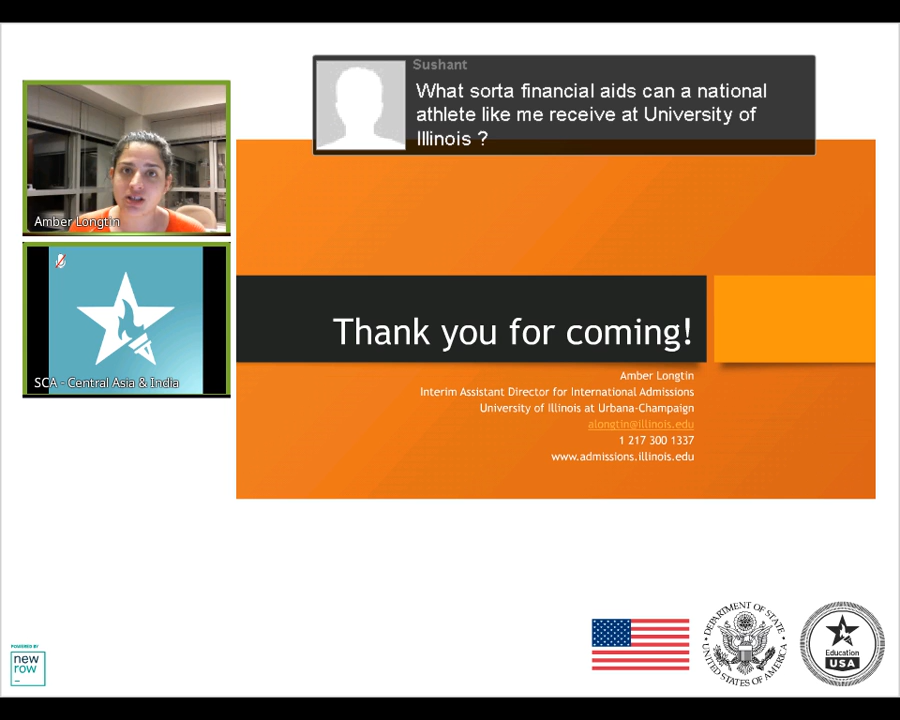 Sushant
What sorta financial aids can a national
athlete like me receive at University of
Illinois ?
Amber Longtin
SCA - Central Asia & India
Thank you for coming!
Amber Longtin
Interim Assistant Director for International Admissions
University of Illinois at Urbana-Champaign
alongtin@illinois.edu
1 217 300 1337
www.admissions.illinois.edu
POWERED BY
new
row
DEPARTMENT OF STATE
UNITED STATES OF AMERICA
Education
USA